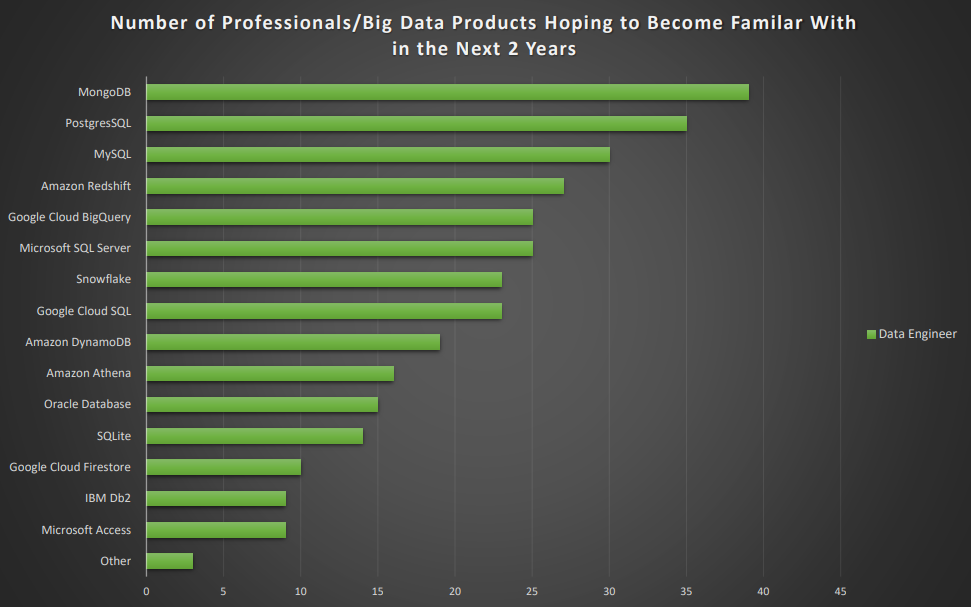 Number of Professionals/Big Data Products Hoping to Become Familar With
in the Next 2 Years
MongoDB
PostgresSQL
MySQL
Amazon Redshift
Google Cloud BigQuery
Microsoft SQL Server
Snowflake
Google Cloud SQL
Amazon DynamoDB
Amazon Athena
Oracle Database
SQLite
Google Cloud Firestore
IBM Db2
Microsoft Access
Other
0 5 10 15 20 25 30 35 40 45
Data Engineer